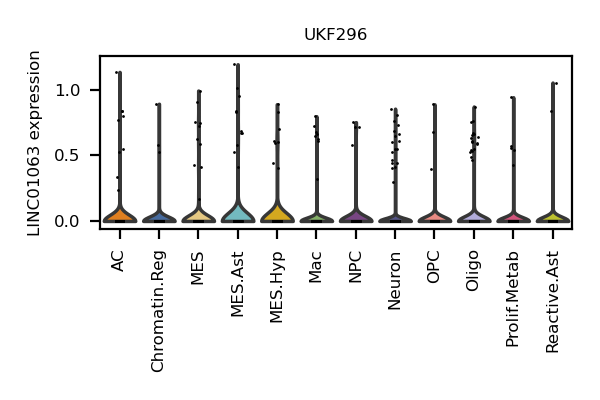 UKF296
LINC01063 expression
1.0
0.5
0.0
AC
Chromatin.Reg
MES
MES.Ast
MES.Hyp
Mac
NPC
Neuron
OPC
Oligo
Prolif.Metab
Reactive.Ast